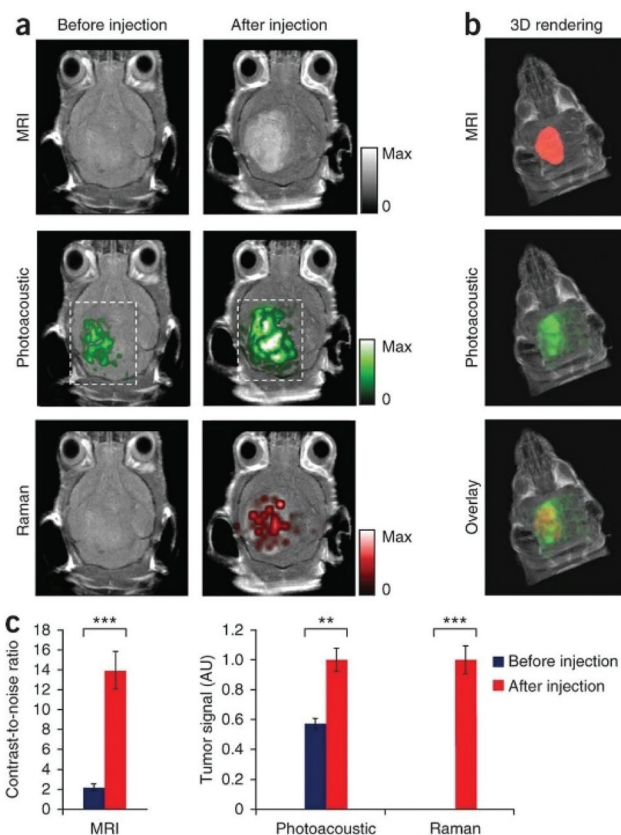 a Before injection After injection
MRI
Max
0
Photoacoustic
Max
0
Raman
Max
0
b 3D rendering
MRI
Photoacoustic
Overlay
c
Contrast-to-noise ratio
18
16
14
12
10
8
6
4
2
0
***
MRI
Tumor signal (AU)
1.2
1.0
0.8
0.6
0.4
0.2
0
**
***
Photoacoustic Raman
Before injection
After injection